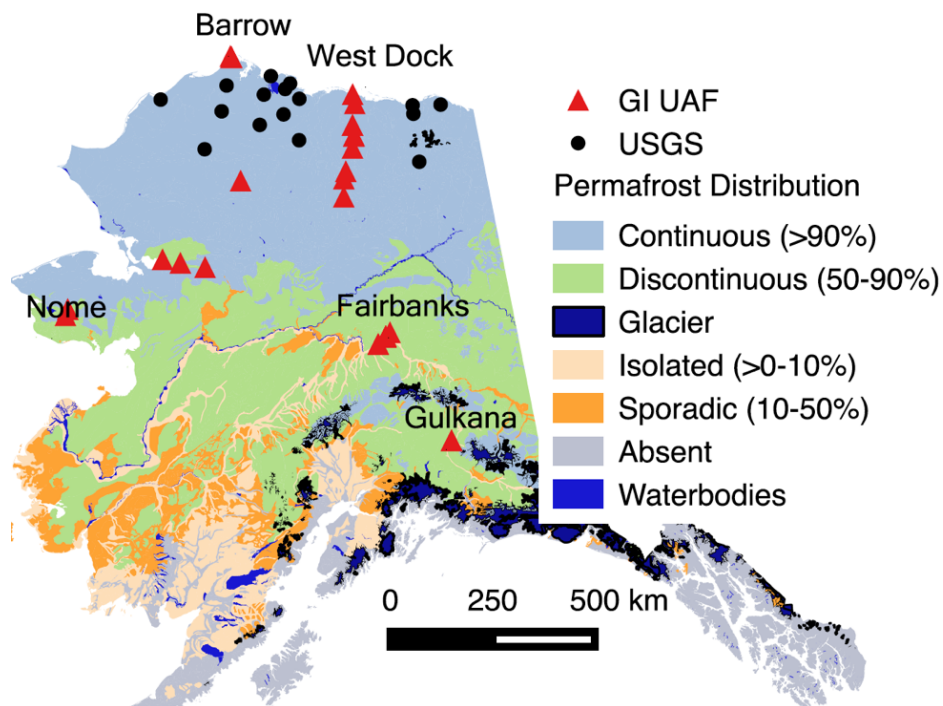 Barrow
West Dock
GI UAF
USGS
Permafrost Distribution
Continuous (>90%)
Discontinuous (50-90%)
Nome
Fairbanks
Glacier
Isolated (>0-10%)
Gulkana
Sporadic (10-50%)
Absent
Waterbodies
0 250 500 km